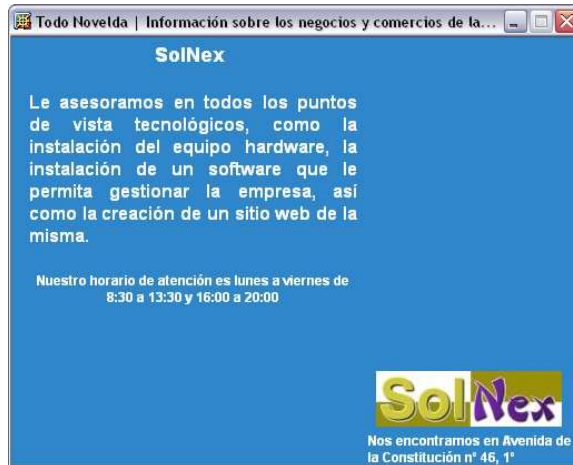 Todo Novelda | Información sobre los negocios y comercios de la...
SolNex
Le asesoramos en todos los puntos
de vista tecnológicos, como la
instalación del equipo hardware, la
instalación de un software que le
permita gestionar la empresa, así
como la creación de un sitio web de la
misma.
Nuestro horario de atención es lunes a viernes de
8:30 a 13:30 y 16:00 a 20:00
SolNex
Nos encontramos en Avenida de
la Constitución nº 46, 1º